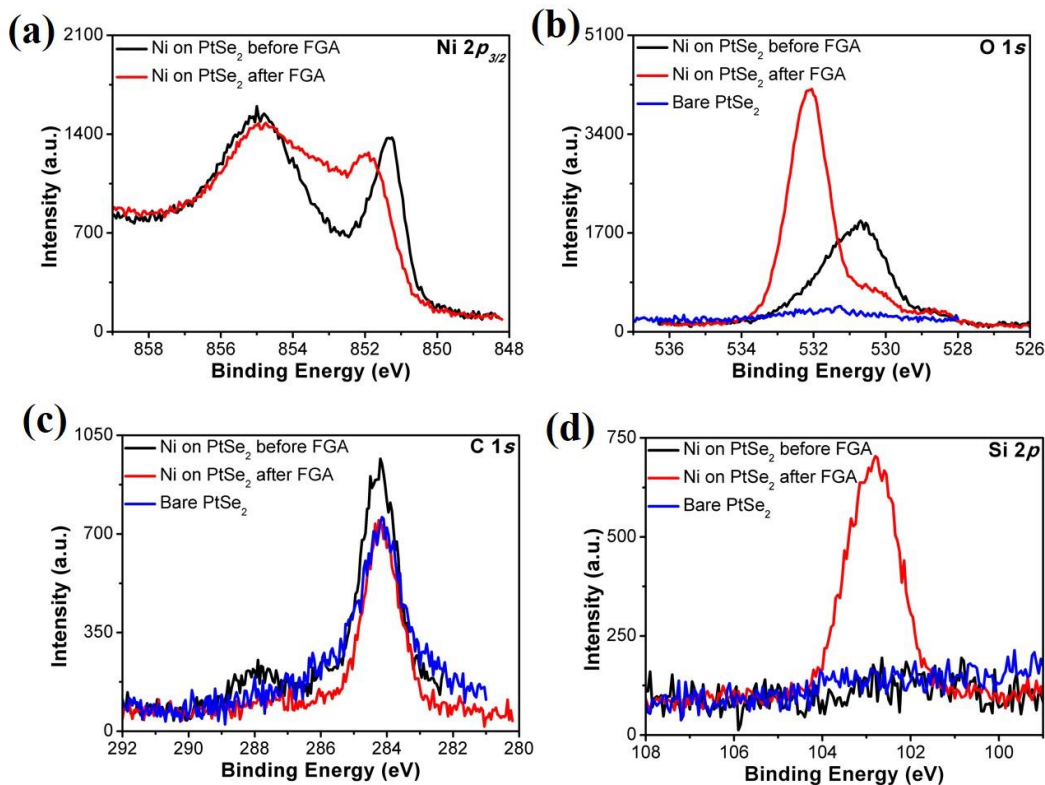 (a)
Ni on PtSe₂ before FGA
Ni on PtSe₂ after FGA
Ni 2p₃/₂
2100
1400
700
0
858
856
854
852
850
848
Intensity (a.u.)
Binding Energy (eV)
(b)
Ni on PtSe₂ before FGA
Ni on PtSe₂ after FGA
Bare PtSe₂
O 1s
5100
3400
1700
0
536
534
532
530
528
526
Intensity (a.u.)
Binding Energy (eV)
(c)
Ni on PtSe₂ before FGA
Ni on PtSe₂ after FGA
Bare PtSe₂
C 1s
1050
700
350
0
292
290
288
286
284
282
280
Intensity (a.u.)
Binding Energy (eV)
(d)
Ni on PtSe₂ before FGA
Ni on PtSe₂ after FGA
Bare PtSe₂
Si 2p
750
500
250
0
108
106
104
102
100
Intensity (a.u.)
Binding Energy (eV)